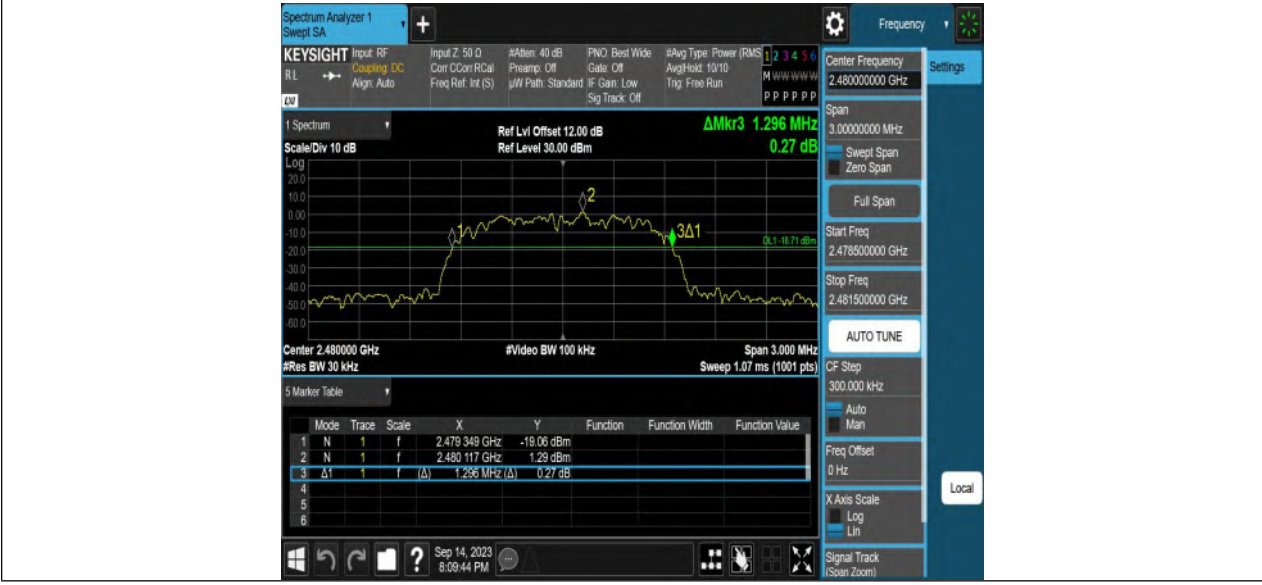 Spectrum Analyzer 1
Swept SA
+
Frequency
KEYSIGHT
RL
LXI
Input: RF
Coupling: DC
Align: Auto
Input Z: 50 Ω
Corr CCorr RCal
Freq Ref: Int (S)
#Atten: 40 dB
Preamp: Off
µW Path: Standard
PNO: Best Wide
Gate: Off
IF Gain: Low
Sig Track: Off
#Avg Type: Power (RMS
Avg|Hold: 10/10
Trig: Free Run
1 2 3 4 5 6
M W W W W W
P P P P P P
1 Spectrum
Scale/Div 10 dB
Ref Lvl Offset 12.00 dB
Ref Level 30.00 dBm
ΔMkr3 1.296 MHz
0.27 dB
Log
20.0
10.0
0.00
-10.0
-20.0
-30.0
-40.0
-50.0
-60.0
1
2
3Δ1
DL1 -18.71 dBm
Center 2.480000 GHz
#Res BW 30 kHz
#Video BW 100 kHz
Span 3.000 MHz
Sweep 1.07 ms (1001 pts)
5 Marker Table
Mode Trace Scale X Y Function Function Width Function Value
1 N 1 f 2.479 349 GHz -19.06 dBm
2 N 1 f 2.480 117 GHz 1.29 dBm
3 Δ1 1 f (Δ) 1.296 MHz (Δ) 0.27 dB
4
5
6
?
Sep 14, 2023
8:09:44 PM
Center Frequency
2.480000000 GHz
Settings
Span
3.00000000 MHz
Swept Span
Zero Span
Full Span
Start Freq
2.478500000 GHz
Stop Freq
2.481500000 GHz
AUTO TUNE
CF Step
300.000 kHz
Auto
Man
Freq Offset
0 Hz
X Axis Scale
Log
Lin
Signal Track
(Span Zoom)
Local